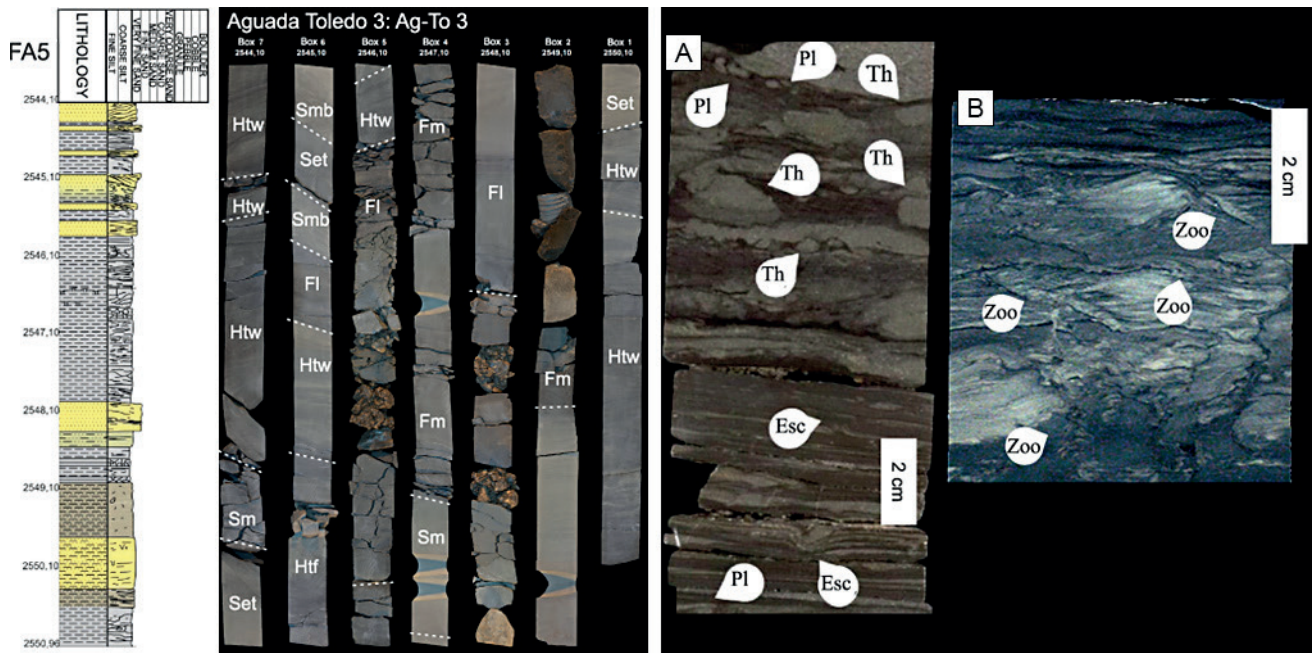 FA5
LITHOLOGY
FINE SILT
COARSE SILT
VERY FINE SAND
FINE SAND
MEDIUM SAND
COARSE SAND
VERY COARSE SAND
GRANULE
PEBBLE
COBBLE
BOULDER
2544,10
2545,10
2546,10
2547,10
2548,10
2549,10
2550,10
2550,96
Aguada Toledo 3: Ag-To 3
Box 7 Box 6 Box 5 Box 4 Box 3 Box 2 Box 1
2544,10 2545,10 2546,10 2547,10 2548,10 2549,10 2550,10
Htw
Htw
Htw
Sm
Set
Smb
Set
Smb
Fl
Htw
Htf
Htw
Fl
Fm
Fm
Sm
Fl
Fm
Set
Htw
Htw
A
Pl
Th
Pl
Th
Th
Th
Esc
2 cm
Pl
Esc
B
2 cm
Zoo
Zoo
Zoo
Zoo